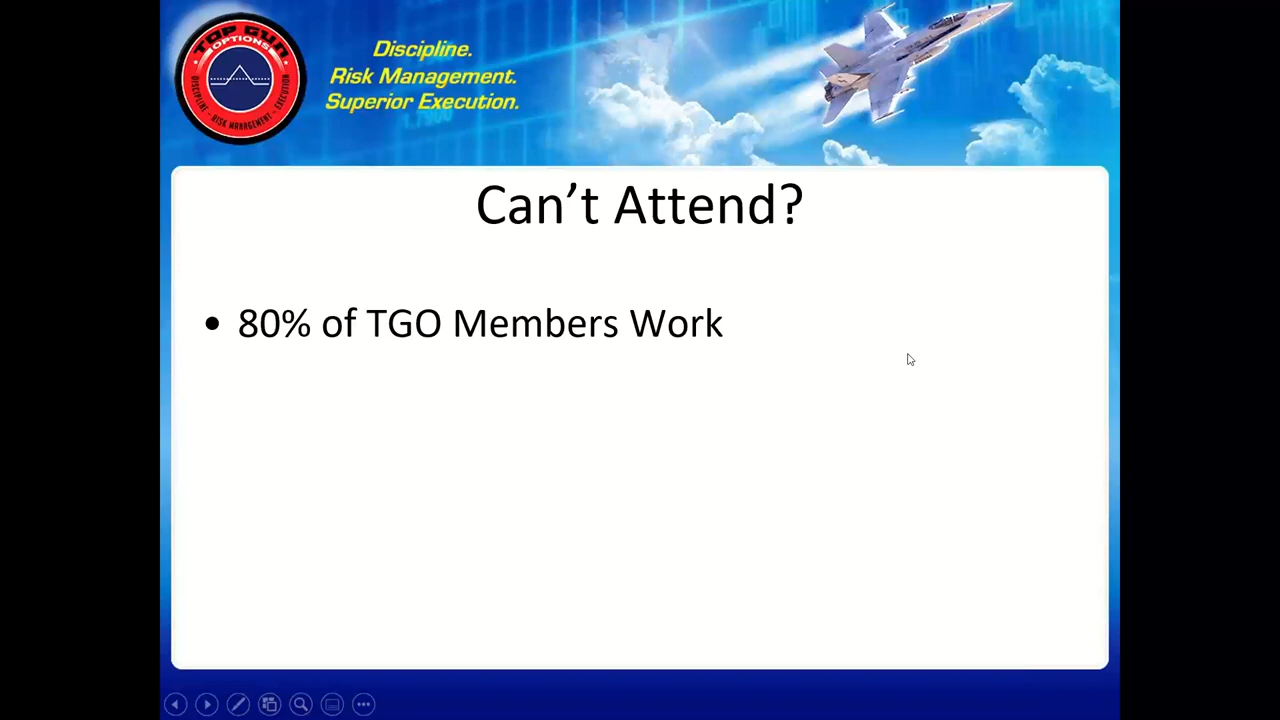 TOP GUN
OPTIONS
DISCIPLINE - RISK MANAGEMENT - EXECUTION
Discipline.
Risk Management.
Superior Execution.
Can’t Attend?
• 80% of TGO Members Work